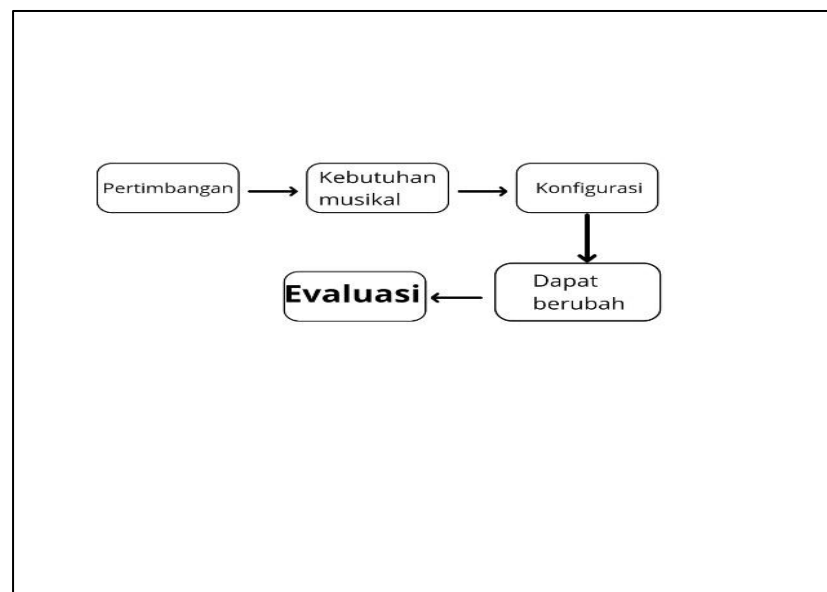 Pertimbangan
Kebutuhan
musikal
Konfigurasi
Dapat
berubah
Evaluasi